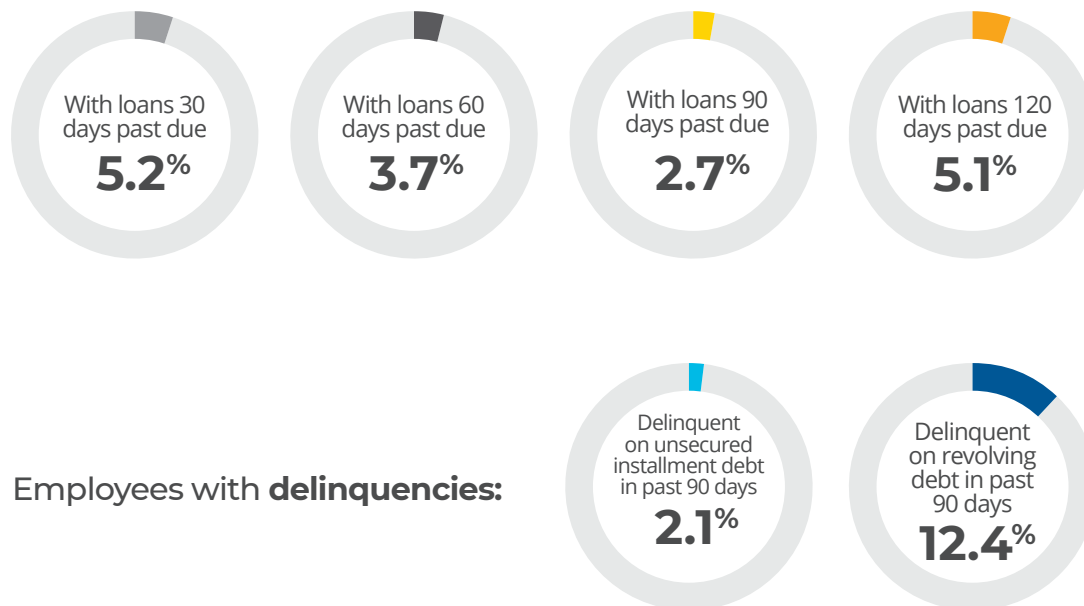 With loans 30
days past due
5.2%
With loans 60
days past due
3.7%
With loans 90
days past due
2.7%
With loans 120
days past due
5.1%
Employees with delinquencies:
Delinquent
on unsecured
installment debt
in past 90 days
2.1%
Delinquent
on revolving
debt in past
90 days
12.4%